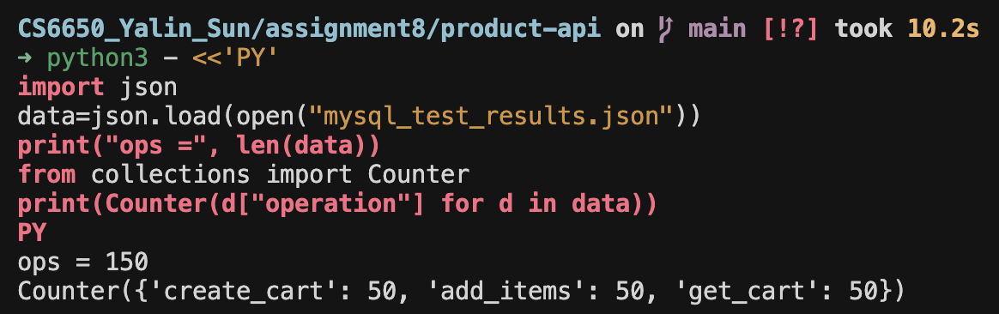 CS6650_Yalin_Sun/assignment8/product-api on main [!?] took 10.2s
➜ python3 - <<'PY'
import json
data=json.load(open("mysql_test_results.json"))
print("ops =", len(data))
from collections import Counter
print(Counter(d["operation"] for d in data))
PY
ops = 150
Counter({'create_cart': 50, 'add_items': 50, 'get_cart': 50})